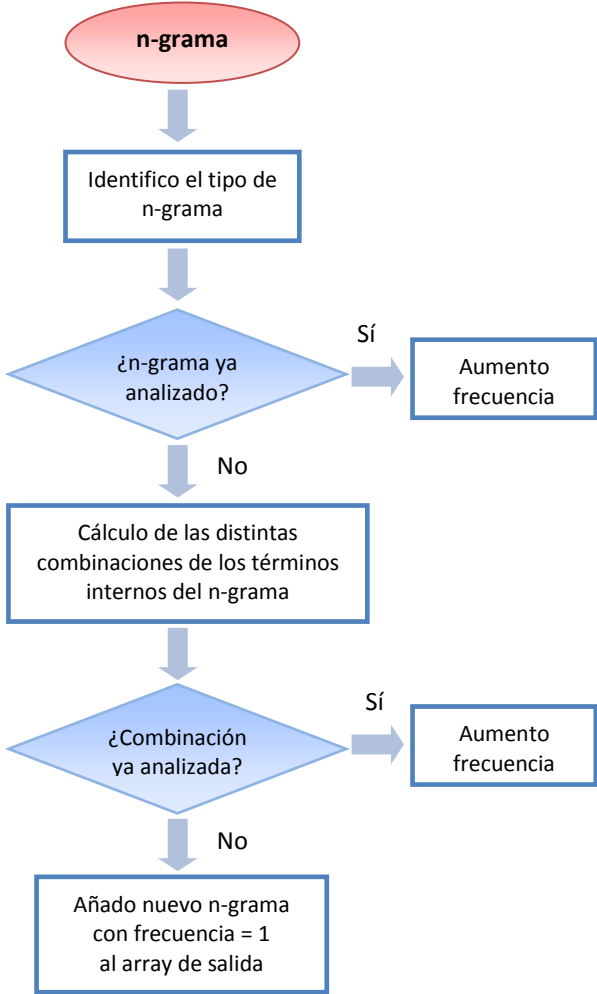 n-grama
Identifico el tipo de
n-grama
¿n-grama ya
analizado?
Sí
Aumento
frecuencia
No
Cálculo de las distintas
combinaciones de los términos
internos del n-grama
¿Combinación
ya analizada?
Sí
Aumento
frecuencia
No
Añado nuevo n-grama
con frecuencia = 1
al array de salida